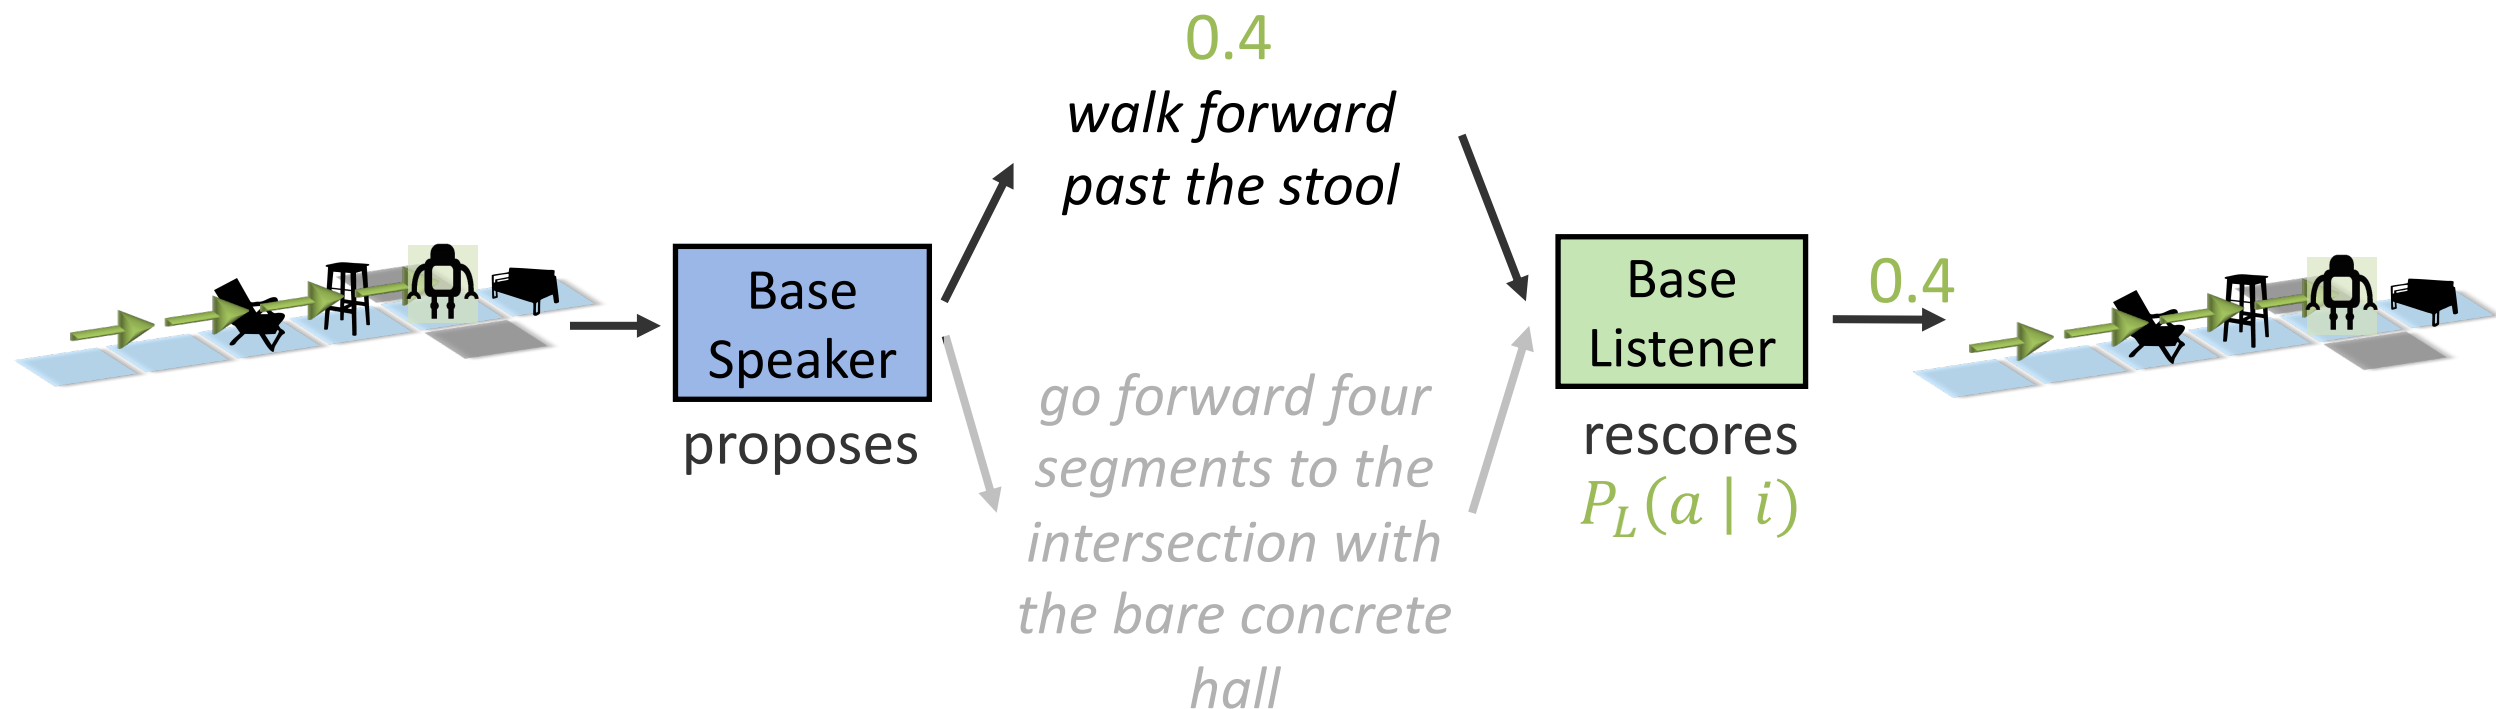 0.4
walk forward
past the stool
Base
Speaker
proposes
go forward four
segments to the
intersection with
the bare concrete
hall
Base
Listener
rescores
P_L(a | i)
0.4